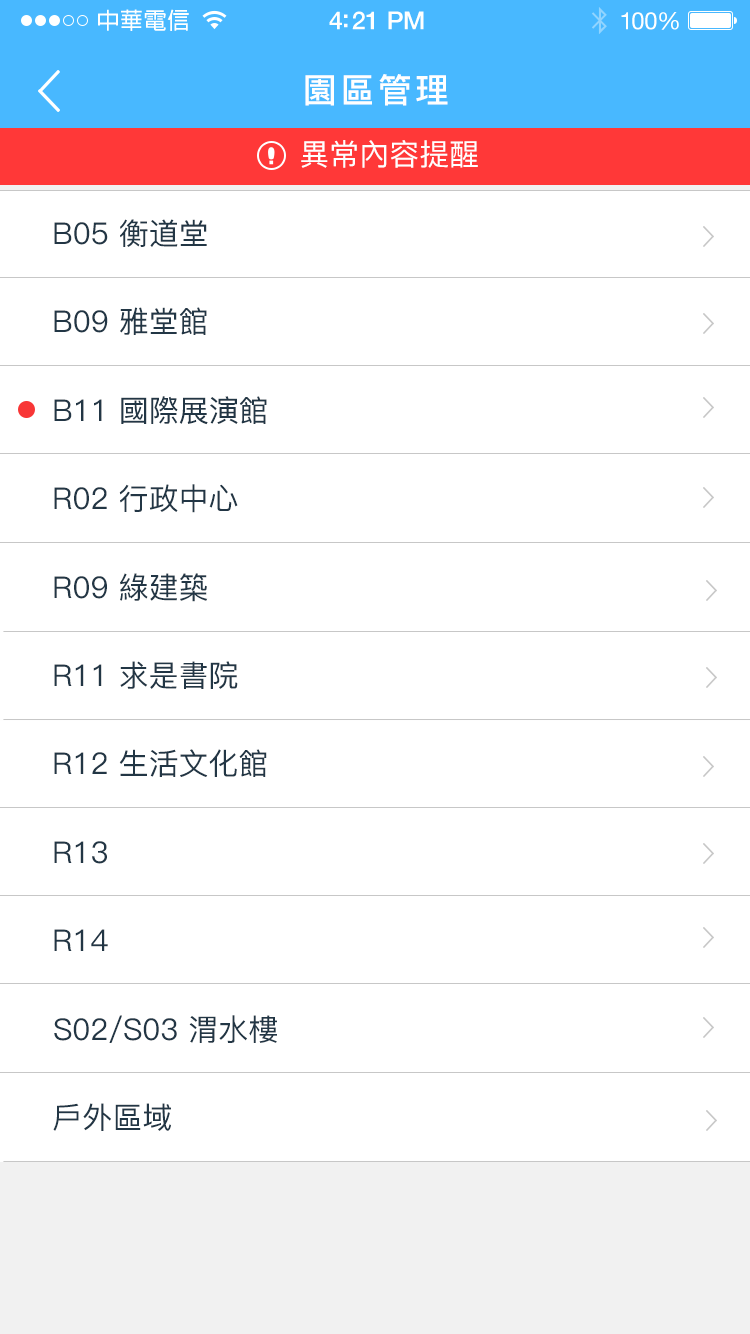 中華電信 4:21 PM 100%
園區管理
異常內容提醒
B05 衡道堂
B09 雅堂館
B11 國際展演館
R02 行政中心
R09 綠建築
R11 求是書院
R12 生活文化館
R13
R14
S02/S03 渭水樓
戶外區域